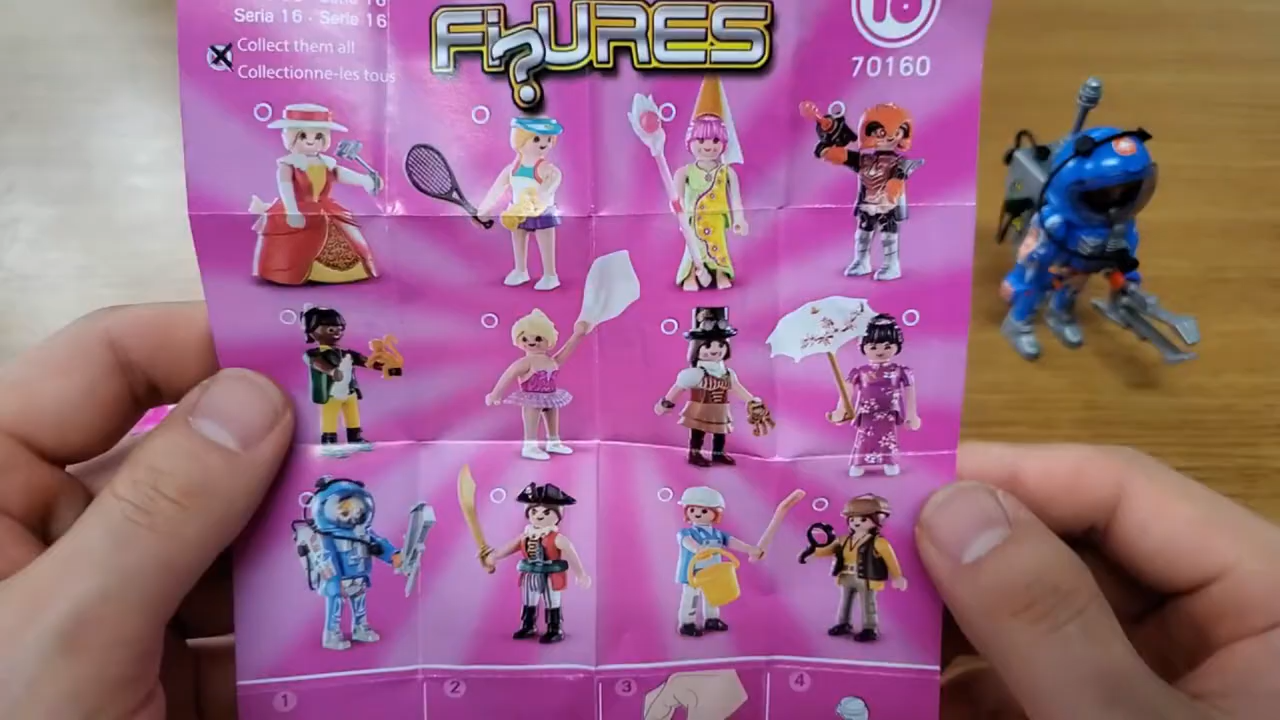 Seria 16 · Serie 16
Collect them all
Collectionne-les tous
Fi?URES
16
70160
1
2
3
4